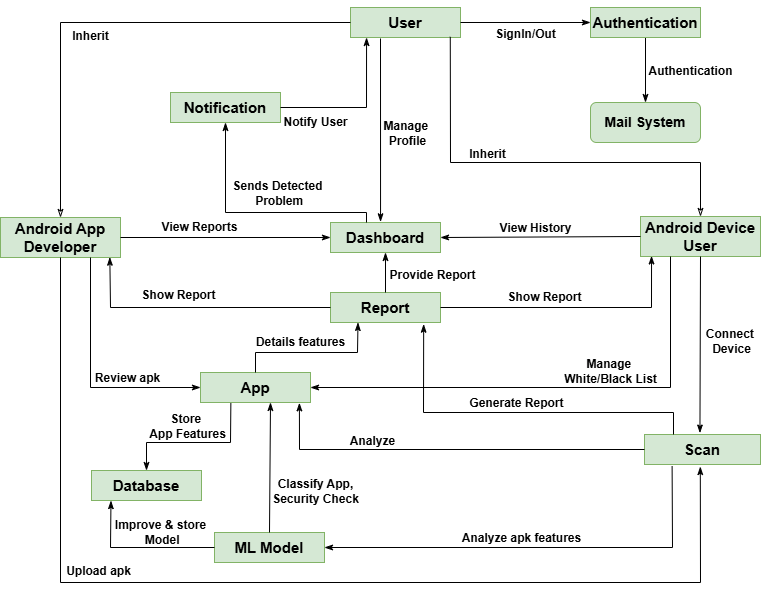 User
Authentication
Inherit
SignIn/Out
Authentication
Notification
Notify User
Manage
Profile
Mail System
Inherit
Sends Detected
Problem
Android App
Developer
View Reports
Dashboard
View History
Android Device
User
Provide Report
Show Report
Report
Show Report
Details features
Connect
Device
Review apk
App
Manage
White/Black List
Generate Report
Store
App Features
Analyze
Scan
Database
Classify App,
Security Check
Improve & store
Model
ML Model
Analyze apk features
Upload apk